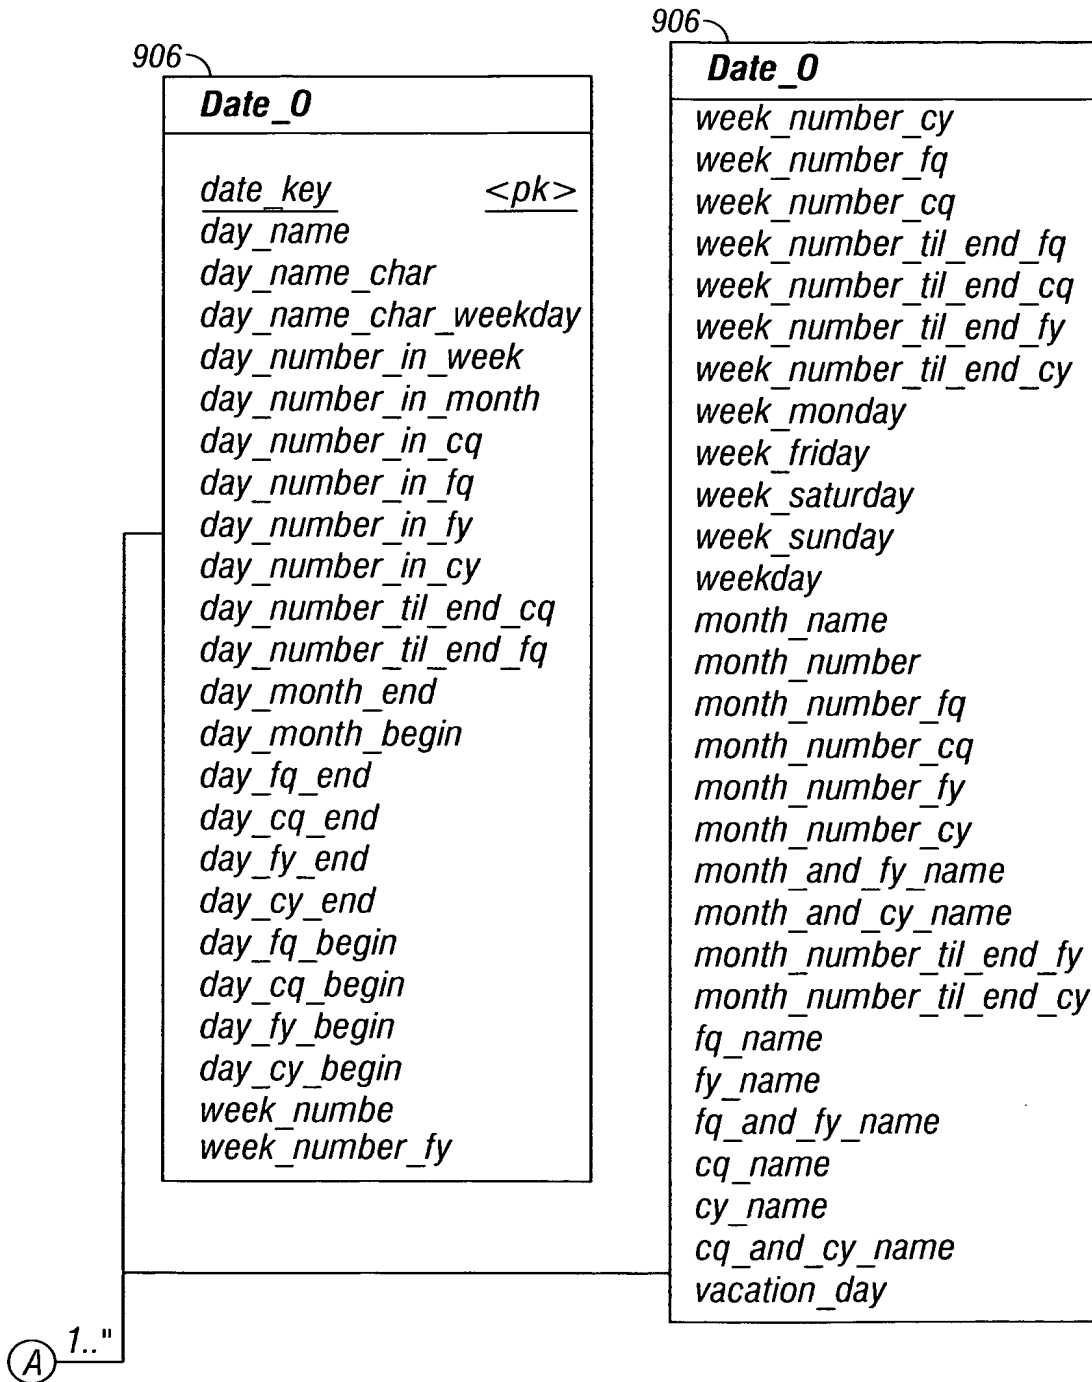 906
Date_0
date_key <pk>
day_name
day_name_char
day_name_char_weekday
day_number_in_week
day_number_in_month
day_number_in_cq
day_number_in_fq
day_number_in_fy
day_number_in_cy
day_number_til_end_cq
day_number_til_end_fq
day_month_end
day_month_begin
day_fq_end
day_cq_end
day_fy_end
day_cy_end
day_fq_begin
day_cq_begin
day_fy_begin
day_cy_begin
week_numbe
week_number_fy
906
Date_0
week_number_cy
week_number_fq
week_number_cq
week_number_til_end_fq
week_number_til_end_cq
week_number_til_end_fy
week_number_til_end_cy
week_monday
week_friday
week_saturday
week_sunday
weekday
month_name
month_number
month_number_fq
month_number_cq
month_number_fy
month_number_cy
month_and_fy_name
month_and_cy_name
month_number_til_end_fy
month_number_til_end_cy
fq_name
fy_name
fq_and_fy_name
cq_name
cy_name
cq_and_cy_name
vacation_day
A 1.."